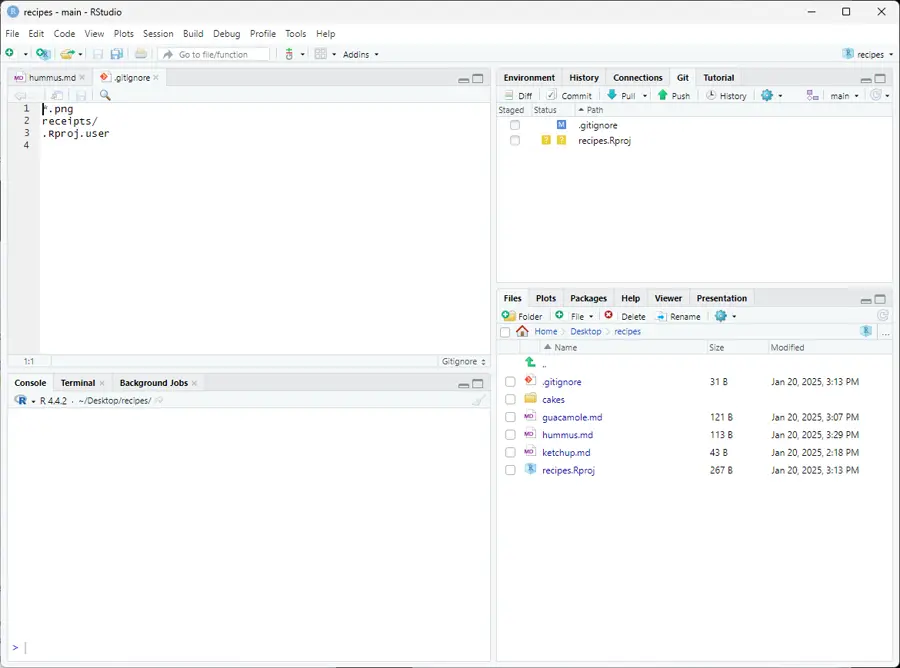 recipes - main - RStudio
File Edit Code View Plots Session Build Debug Profile Tools Help
Go to file/function Addins recipes
hummus.md .gitignore
1 *.png
2 receipts/
3 .Rproj.user
4
1:1 Gitignore
Console Terminal Background Jobs
R R 4.4.2 · ~/Desktop/recipes/
>
Environment History Connections Git Tutorial
Diff Commit Pull Push History main
Staged Status Path
M .gitignore
? ? recipes.Rproj
Files Plots Packages Help Viewer Presentation
Folder File Delete Rename
Home Desktop recipes ...
Name Size Modified
..
.gitignore 31 B Jan 20, 2025, 3:13 PM
cakes
MD guacamole.md 121 B Jan 20, 2025, 3:07 PM
MD hummus.md 113 B Jan 20, 2025, 3:29 PM
MD ketchup.md 43 B Jan 20, 2025, 2:18 PM
recipes.Rproj 267 B Jan 20, 2025, 3:13 PM